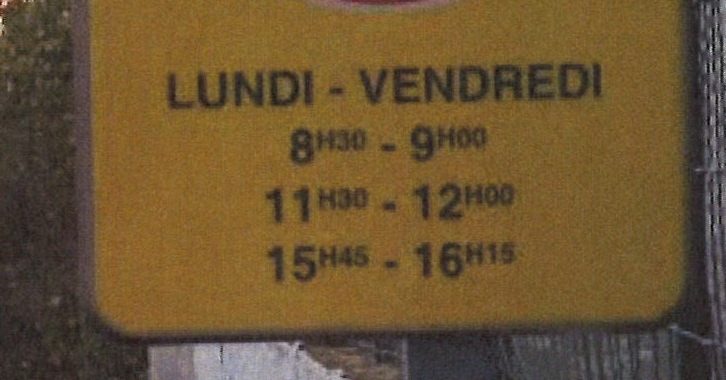 LUNDI - VENDREDI
8H30 - 9H00
11H30 - 12H00
15H45 - 16H15